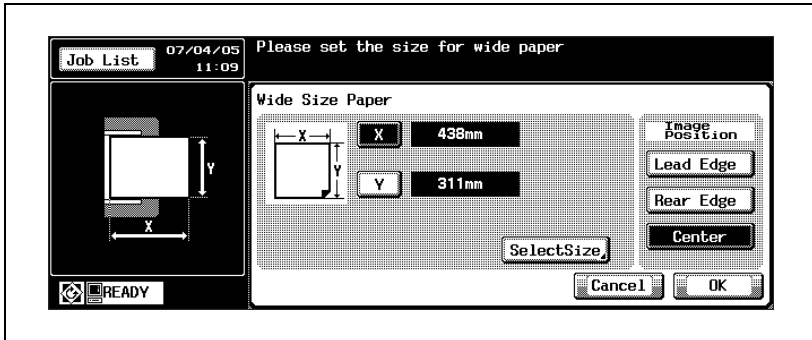 Job List
07/04/05
11:09
Please set the size for wide paper
Wide Size Paper
X
438mm
Y
311mm
X
Y
Image
Position
Lead Edge
Rear Edge
Center
SelectSize
Y
X
READY
Cancel
OK